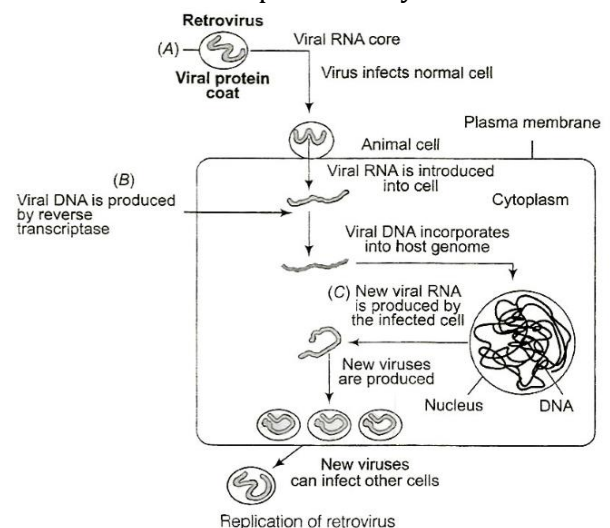 Retrovirus
(A)
Viral RNA core
Viral protein
coat
Virus infects normal cell
Plasma membrane
Animal cell
Viral RNA is introduced
into cell
Cytoplasm
(B)
Viral DNA is produced
by reverse
transcriptase
Viral DNA incorporates
into host genome
(C) New viral RNA
is produced by
the infected cell
New viruses
are produced
Nucleus
DNA
New viruses
can infect other cells
Replication of retrovirus